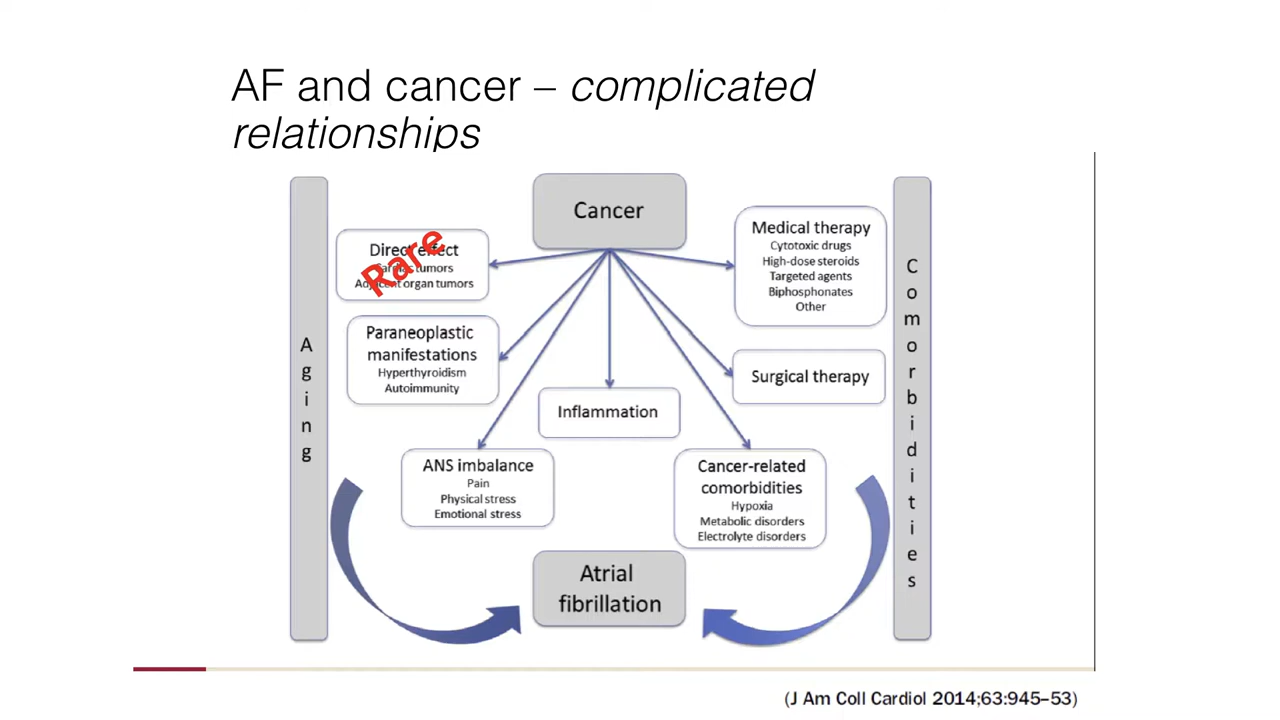 AF and cancer – complicated
relationships
Cancer
Direct effect
Cardiac tumors
Adjacent organ tumors
Rare
Medical therapy
Cytotoxic drugs
High-dose steroids
Targeted agents
Biphosphonates
Other
Paraneoplastic
manifestations
Hyperthyroidism
Autoimmunity
Surgical therapy
Inflammation
ANS imbalance
Pain
Physical stress
Emotional stress
Cancer-related
comorbidities
Hypoxia
Metabolic disorders
Electrolyte disorders
Atrial
fibrillation
Aging
Comorbidities
(J Am Coll Cardiol 2014;63:945–53)